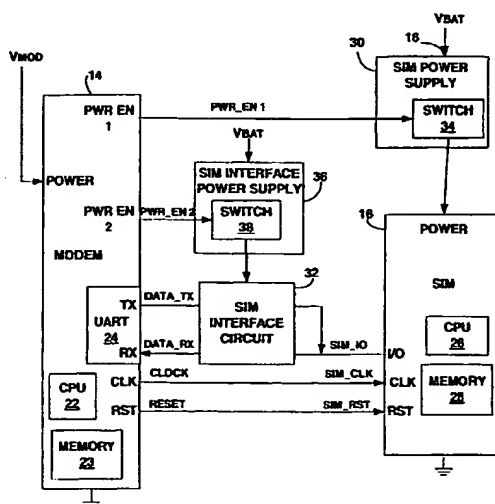 VBAT
VMOD
14
30
16
SIM POWER
SUPPLY
SWITCH
34
PWR EN
1
PWR_EN 1
POWER
VBAT
SIM INTERFACE
POWER SUPPLY
36
SWITCH
38
PWR EN
2
PWR_EN 2
MODEM
16
POWER
SIM
32
SIM
INTERFACE
CIRCUIT
TX
DATA_TX
UART
24
RX
DATA_RX
SIM_IO
I/O
CPU
26
CLK
CLOCK
SIM_CLK
CLK
MEMORY
28
CPU
22
RST
RESET
SIM_RST
RST
MEMORY
23